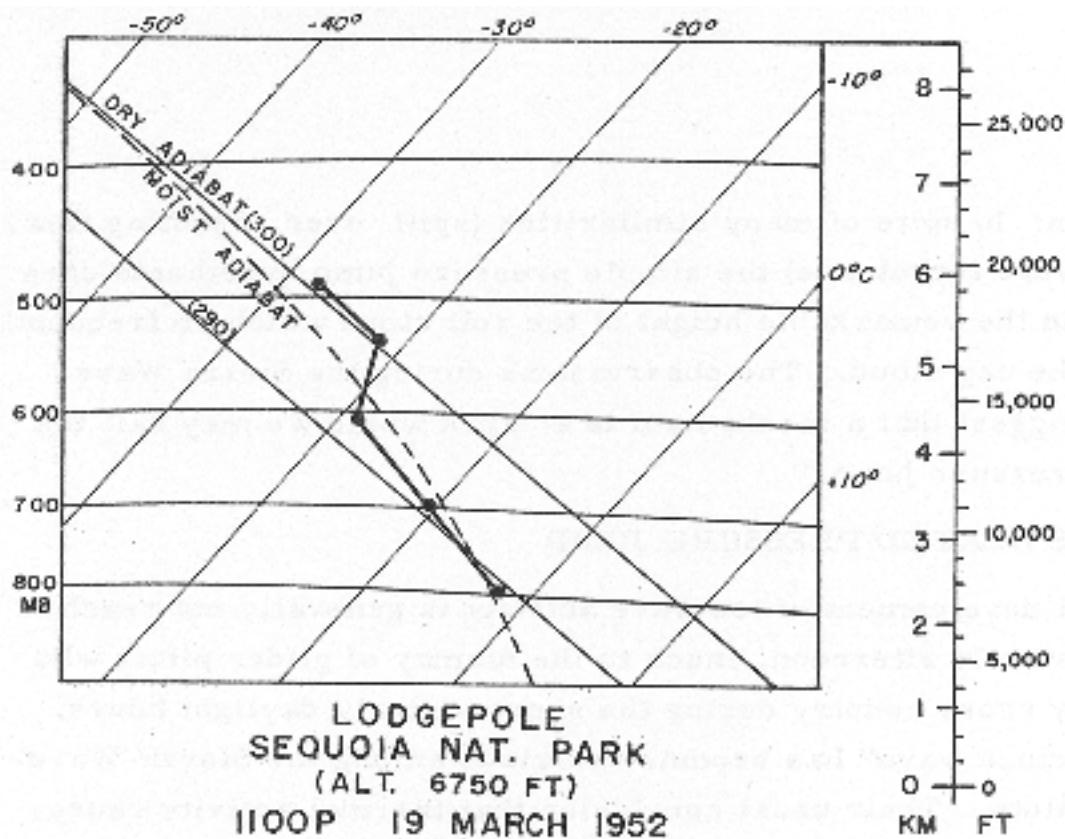 -50° -40° -30° -20°
-10°
8
25,000
DRY ADIABAT (300)
MOIST ADIABAT
(290)
400
7
20,000
0°C
6
500
5
600
15,000
4
+10°
700
3
10,000
800
MB
2
5,000
1
0 0
KM FT
LODGEPOLE
SEQUOIA NAT. PARK
(ALT. 6750 FT.)
1100P 19 MARCH 1952